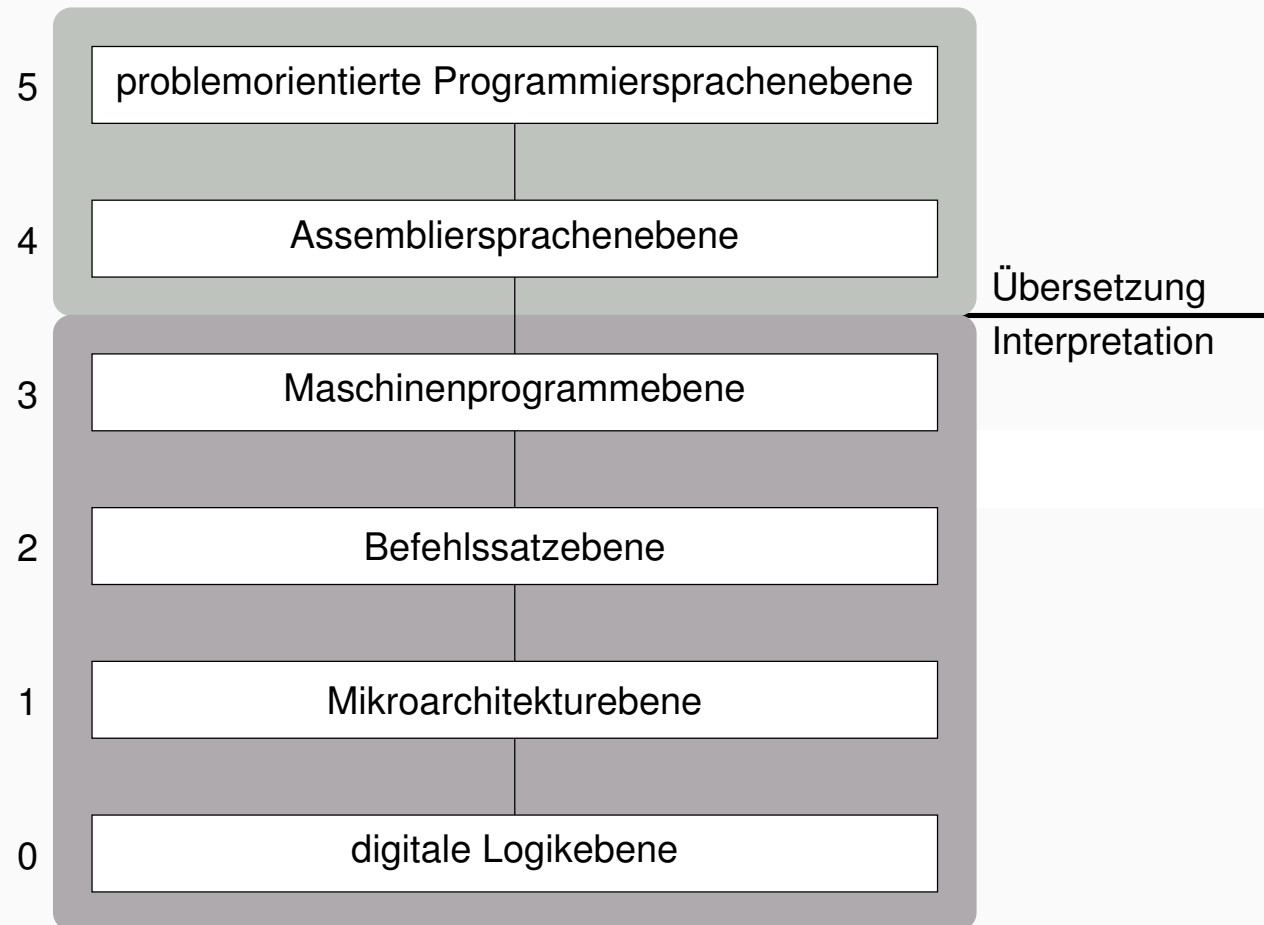 5 problemorientierte Programmiersprachenebene
4 Assembliersprachenebene
Übersetzung
Interpretation
3 Maschinenprogrammebene
2 Befehlssatzebene
1 Mikroarchitekturebene
0 digitale Logikebene